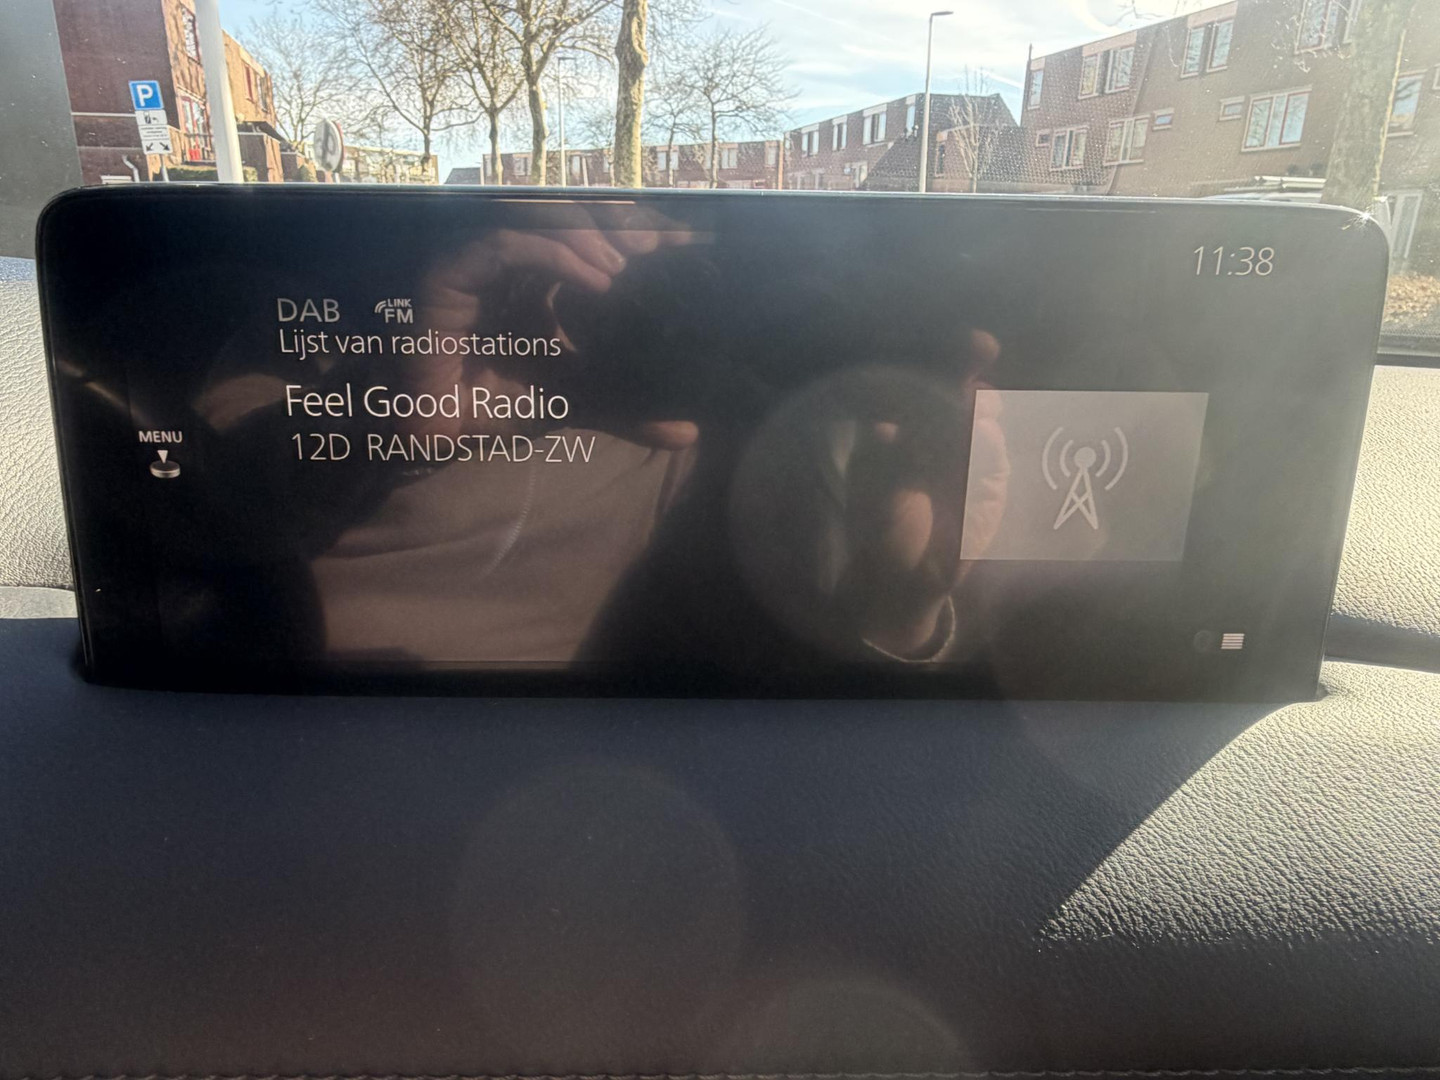 P
11:38
DAB LINK FM
Lijst van radiostations
Feel Good Radio
12D RANDSTAD-ZW
MENU